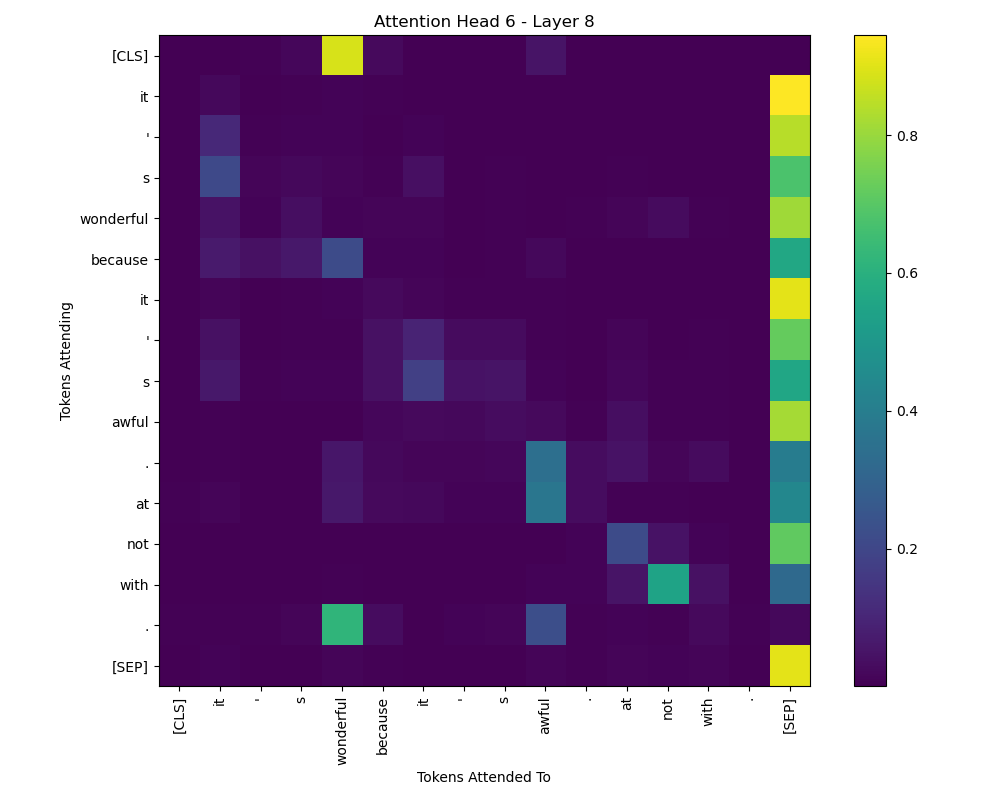 Attention Head 6 - Layer 8
[CLS]
it
'
s
wonderful
because
it
'
s
awful
.
at
not
with
.
[SEP]
Tokens Attending
[CLS]
it
'
s
wonderful
because
it
'
s
awful
.
at
not
with
.
[SEP]
Tokens Attended To
0.8
0.6
0.4
0.2